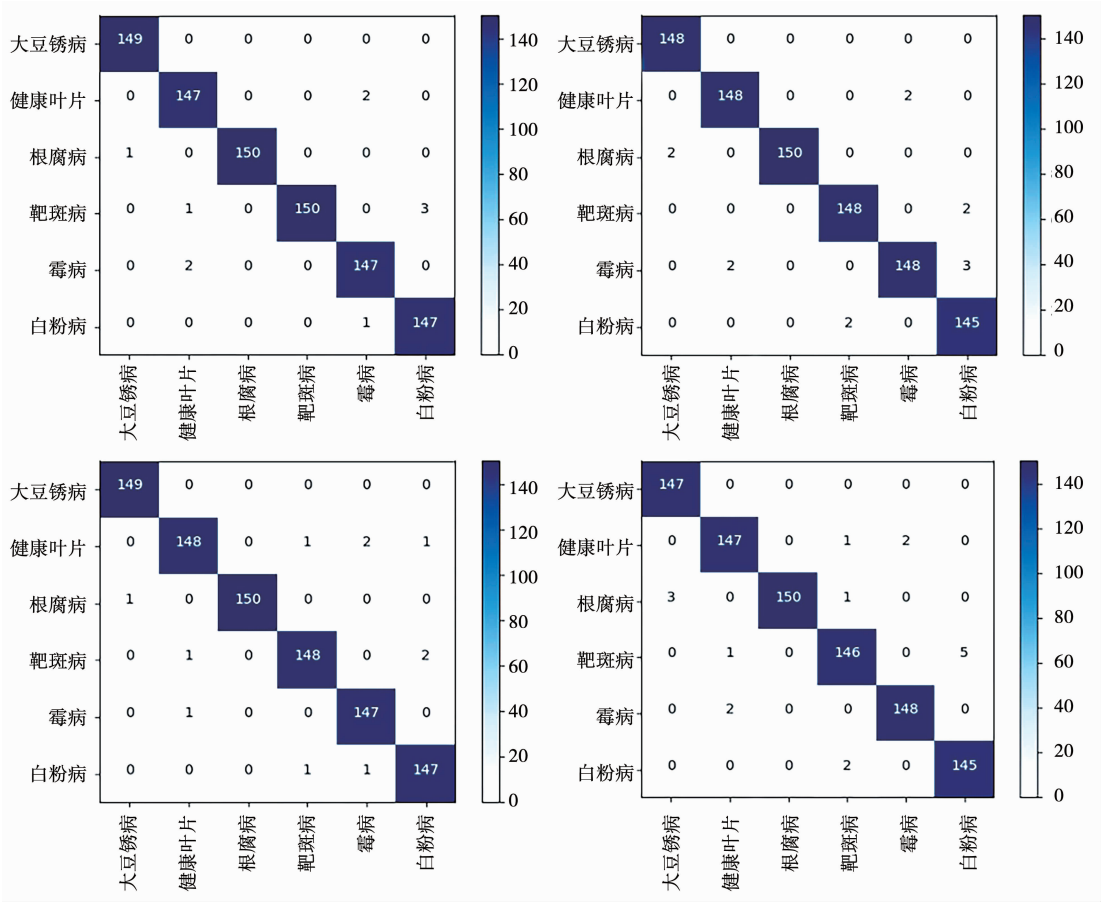 大豆锈病 149 0 0 0 0 0
健康叶片 0 147 0 0 2 0
根腐病 1 0 150 0 0 0
靶斑病 0 1 0 150 0 3
霉病 0 2 0 0 147 0
白粉病 0 0 0 0 1 147
大豆锈病 健康叶片 根腐病 靶斑病 霉病 白粉病
140
120
100
80
60
40
20
0
大豆锈病 148 0 0 0 0 0
健康叶片 0 148 0 0 2 0
根腐病 2 0 150 0 0 0
靶斑病 0 0 0 148 0 2
霉病 0 2 0 0 148 3
白粉病 0 0 0 2 0 145
大豆锈病 健康叶片 根腐病 靶斑病 霉病 白粉病
140
120
100
80
60
40
20
0
大豆锈病 149 0 0 0 0 0
健康叶片 0 148 0 1 2 1
根腐病 1 0 150 0 0 0
靶斑病 0 1 0 148 0 2
霉病 0 1 0 0 147 0
白粉病 0 0 0 1 1 147
大豆锈病 健康叶片 根腐病 靶斑病 霉病 白粉病
140
120
100
80
60
40
20
0
大豆锈病 147 0 0 0 0 0
健康叶片 0 147 0 1 2 0
根腐病 3 0 150 1 0 0
靶斑病 0 1 0 146 0 5
霉病 0 2 0 0 148 0
白粉病 0 0 0 2 0 145
大豆锈病 健康叶片 根腐病 靶斑病 霉病 白粉病
140
120
100
80
60
40
20
0